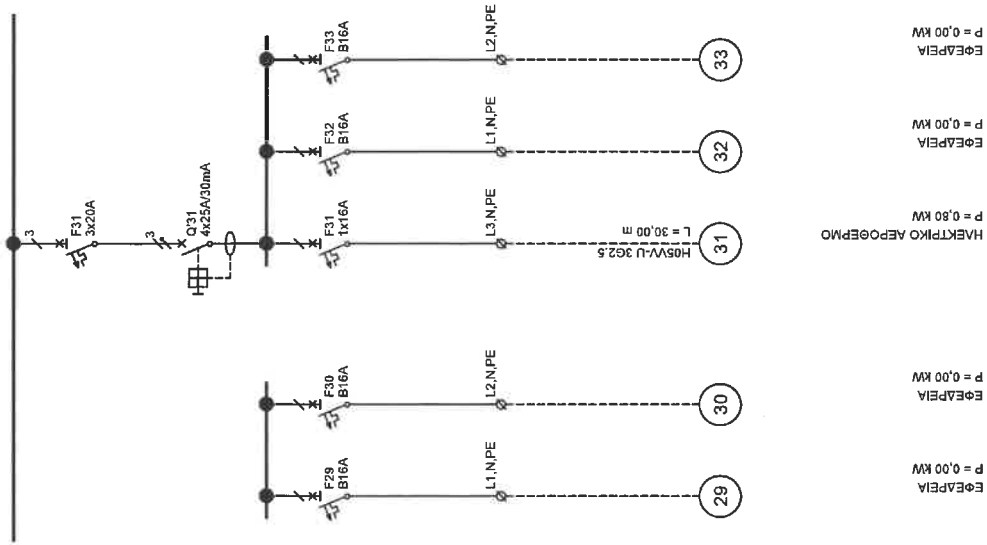 3
F31
3x20A
3
Q'31
4x25A/30mA
F33
B16A
L2,N,PE
33
ΕΦΕΔΡΕΙΑ
P = 0,00 kW
F32
B16A
L1,N,PE
32
ΕΦΕΔΡΕΙΑ
P = 0,00 kW
F31
1x16A
L3,N,PE
H05VV-U 3G2.5
L = 30,00 m
31
ΗΛΕΚΤΡΙΚΟ ΑΕΡΟΘΕΡΜΟ
P = 0,80 kW
F30
B16A
L2,N,PE
30
ΕΦΕΔΡΕΙΑ
P = 0,00 kW
F29
B16A
L1,N,PE
29
ΕΦΕΔΡΕΙΑ
P = 0,00 kW